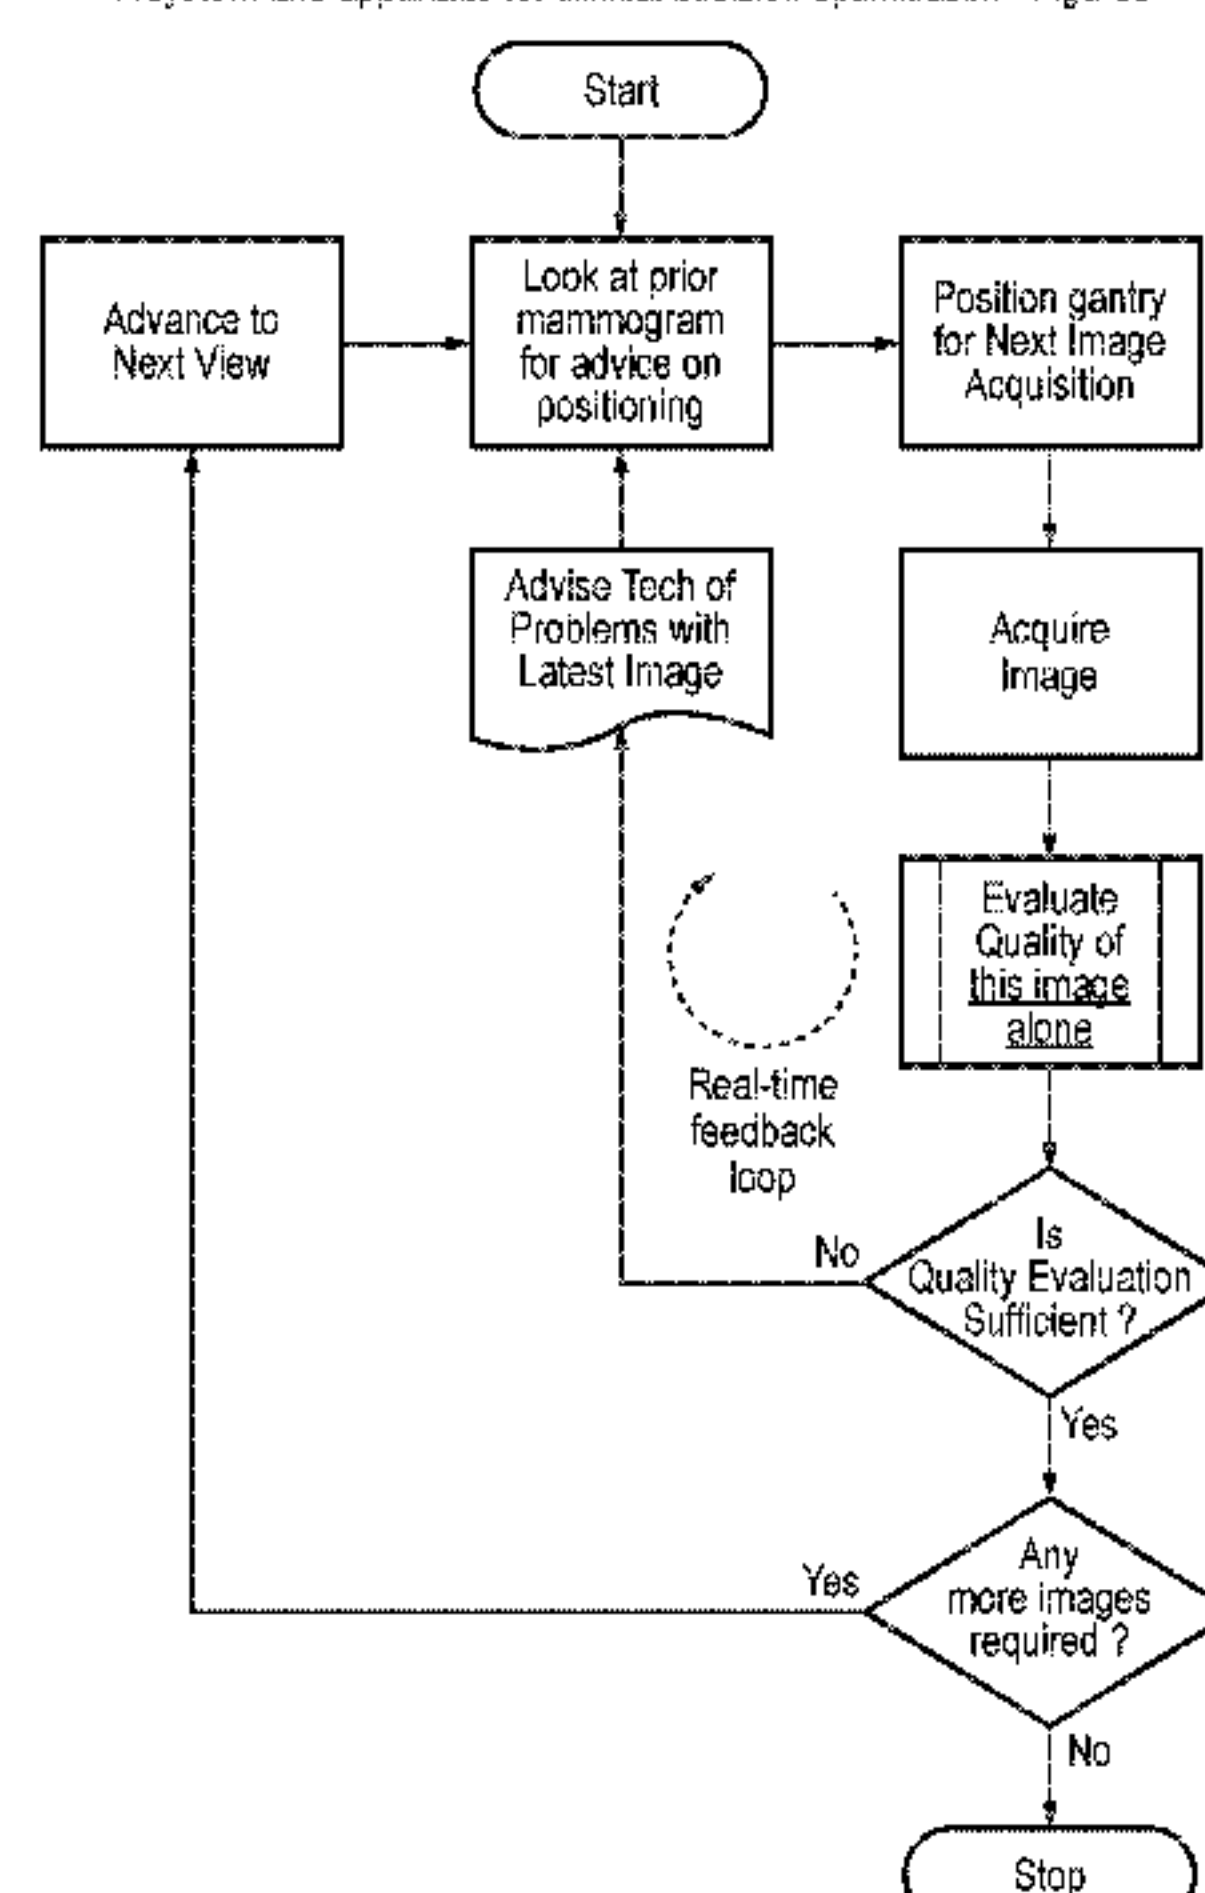 Start
Advance to
Next View
Look at prior
mammogram
for advice on
positioning
Position gantry
for Next Image
Acquisition
Advise Tech of
Problems with
Latest Image
Acquire
Image
Evaluate
Quality of
this image
alone
Real-time
feedback
loop
No
Is
Quality Evaluation
Sufficient ?
Yes
Yes
Any
more images
required ?
No
Stop